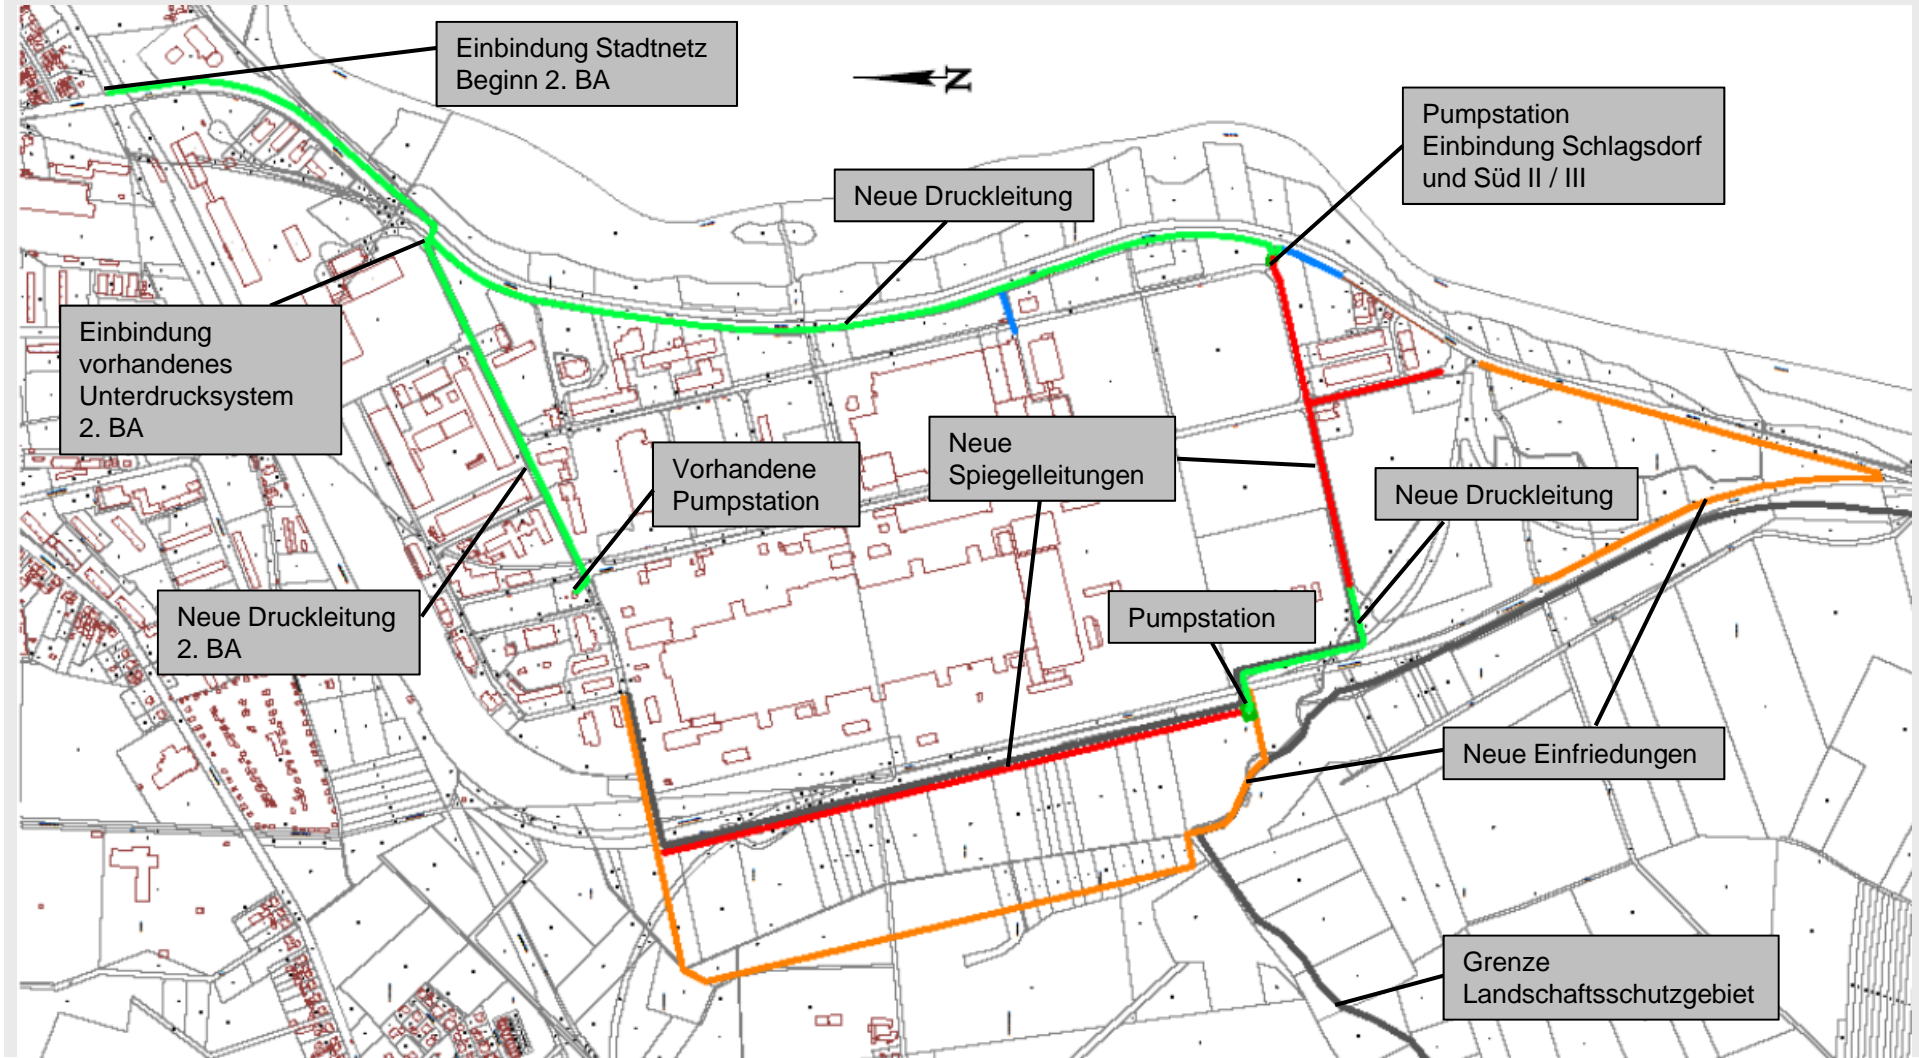 Einbindung Stadtnetz
Beginn 2. BA
N
Pumpstation
Einbindung Schlagsdorf
und Süd II / III
Neue Druckleitung
Einbindung
vorhandenes
Unterdrucksystem
2. BA
Vorhandene
Pumpstation
Neue
Spiegelleitungen
Neue Druckleitung
Neue Druckleitung
2. BA
Pumpstation
Neue Einfriedungen
Grenze
Landschaftsschutzgebiet